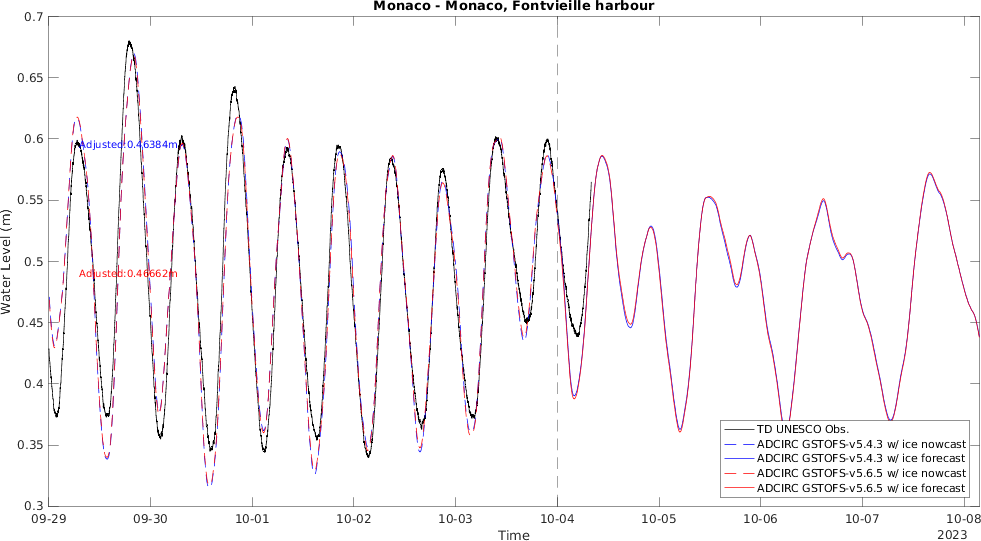 Monaco - Monaco, Fontvieille harbour
0.7
0.65
0.6
0.55
0.5
0.45
0.4
0.35
0.3
Water Level (m)
Adjusted:0.46384m
Adjusted:0.46662m
TD UNESCO Obs.
ADCIRC GSTOFS-v5.4.3 w/ ice nowcast
ADCIRC GSTOFS-v5.4.3 w/ ice forecast
ADCIRC GSTOFS-v5.6.5 w/ ice nowcast
ADCIRC GSTOFS-v5.6.5 w/ ice forecast
09-29 09-30 10-01 10-02 10-03 10-04 10-05 10-06 10-07 10-08
Time
2023